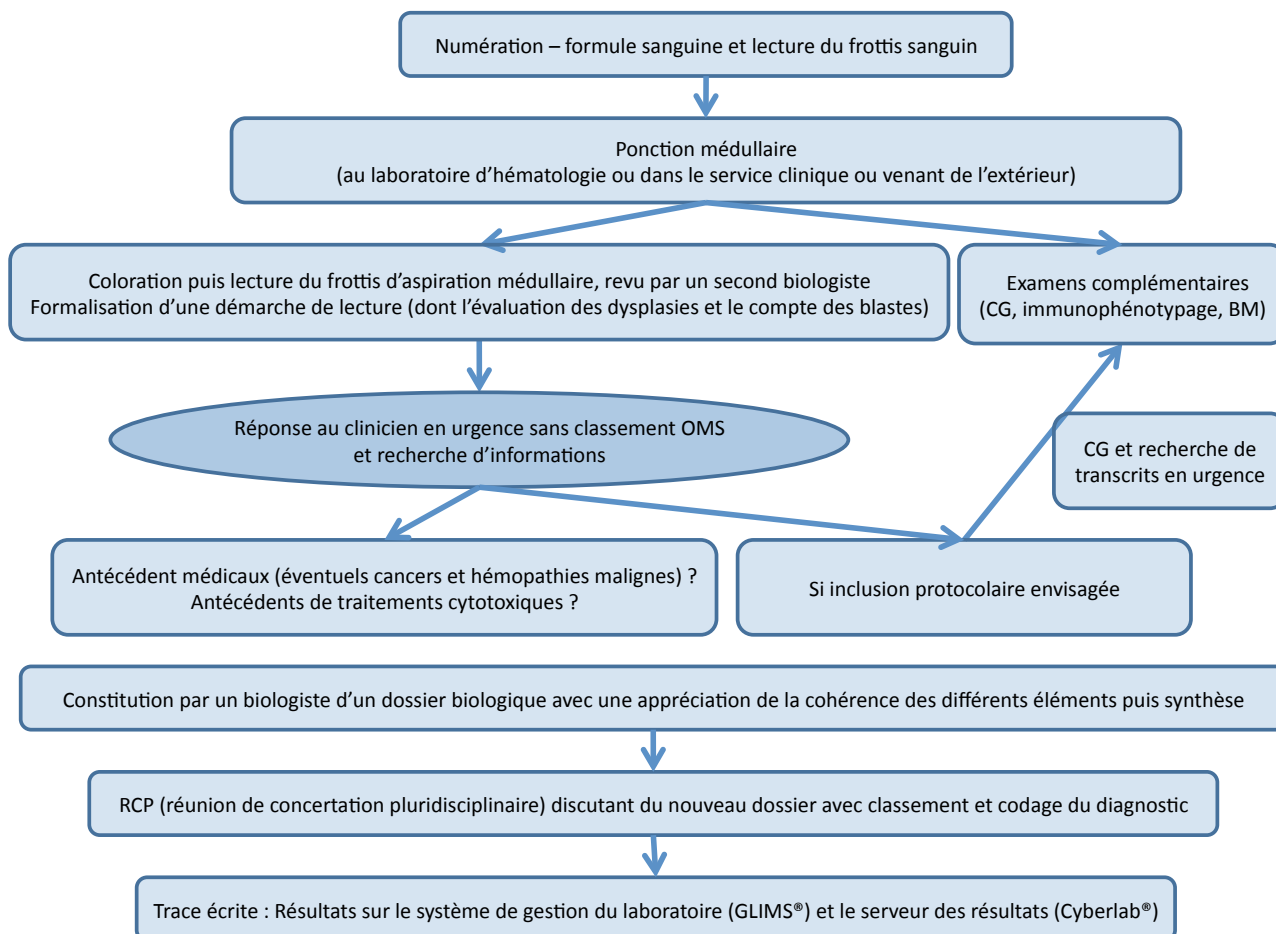 Numération – formule sanguine et lecture du frottis sanguin
Ponction médullaire
(au laboratoire d’hématologie ou dans le service clinique ou venant de l’extérieur)
Coloration puis lecture du frottis d’aspiration médullaire, revu par un second biologiste
Formalisation d’une démarche de lecture (dont l’évaluation des dysplasies et le compte des blastes)
Examens complémentaires
(CG, immunophénotypage, BM)
Réponse au clinicien en urgence sans classement OMS
et recherche d’informations
CG et recherche de
transcrits en urgence
Antécédent médicaux (éventuels cancers et hémopathies malignes) ?
Antécédents de traitements cytotoxiques ?
Si inclusion protocolaire envisagée
Constitution par un biologiste d’un dossier biologique avec une appréciation de la cohérence des différents éléments puis synthèse
RCP (réunion de concertation pluridisciplinaire) discutant du nouveau dossier avec classement et codage du diagnostic
Trace écrite : Résultats sur le système de gestion du laboratoire (GLIMS®) et le serveur des résultats (Cyberlab®)